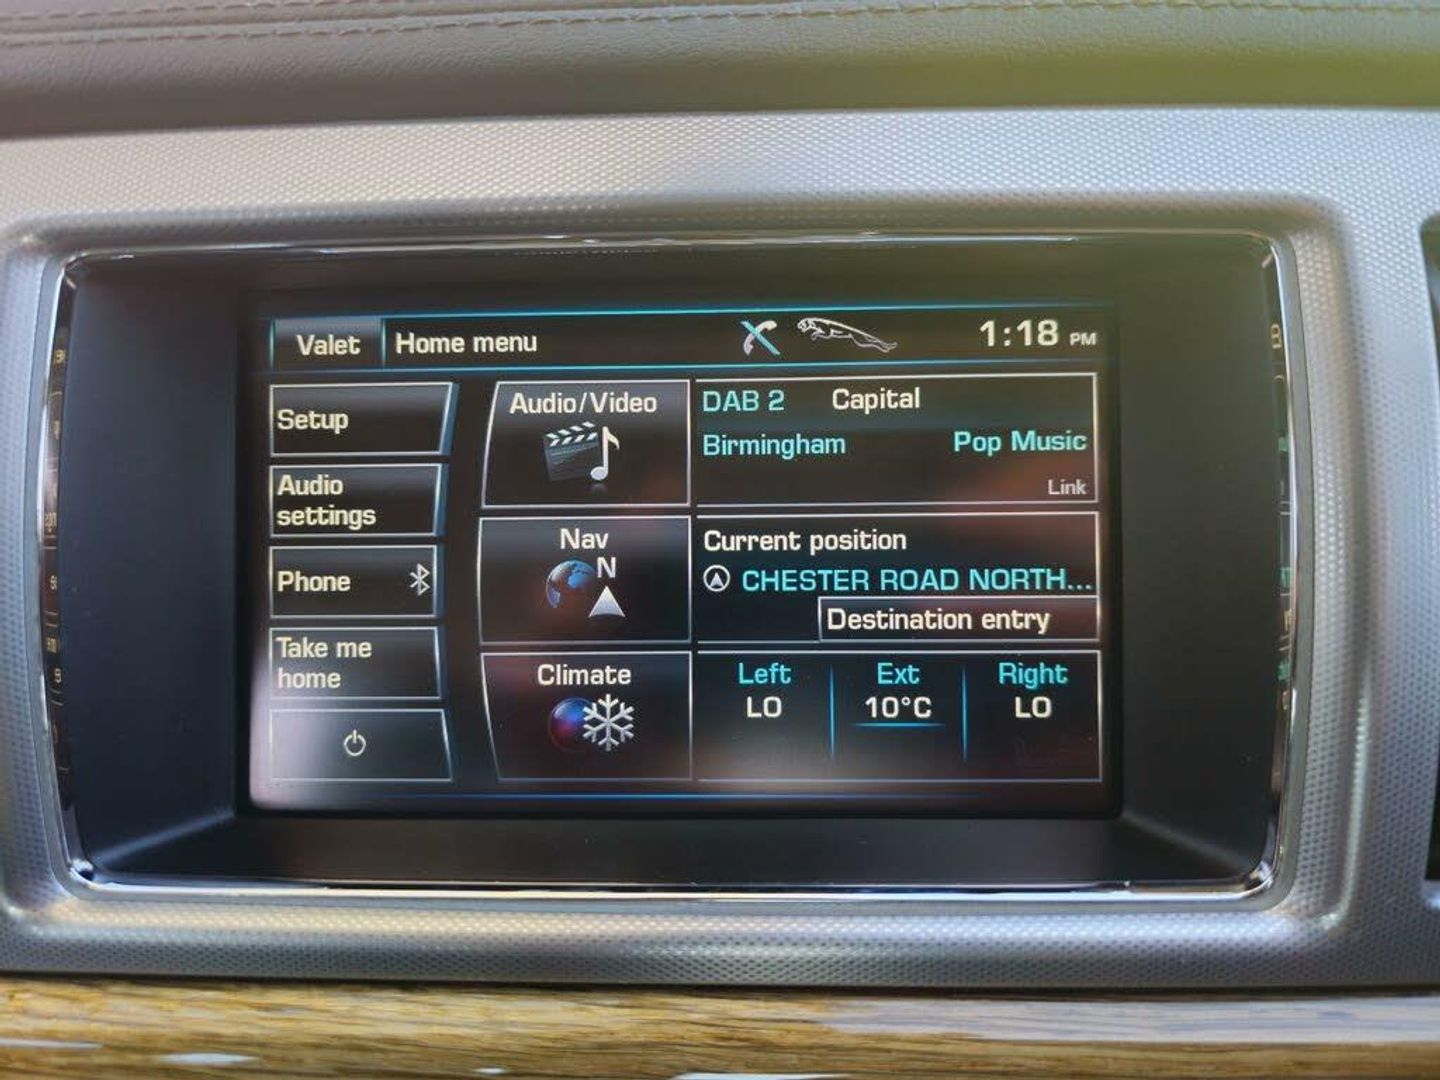 Valet
Home menu
1:18 PM
Setup
Audio
settings
Phone
Take me
home
Audio/Video
DAB 2 Capital
Birmingham Pop Music
Link
Nav
N
Current position
CHESTER ROAD NORTH...
Destination entry
Climate
Left Ext Right
LO 10°C LO